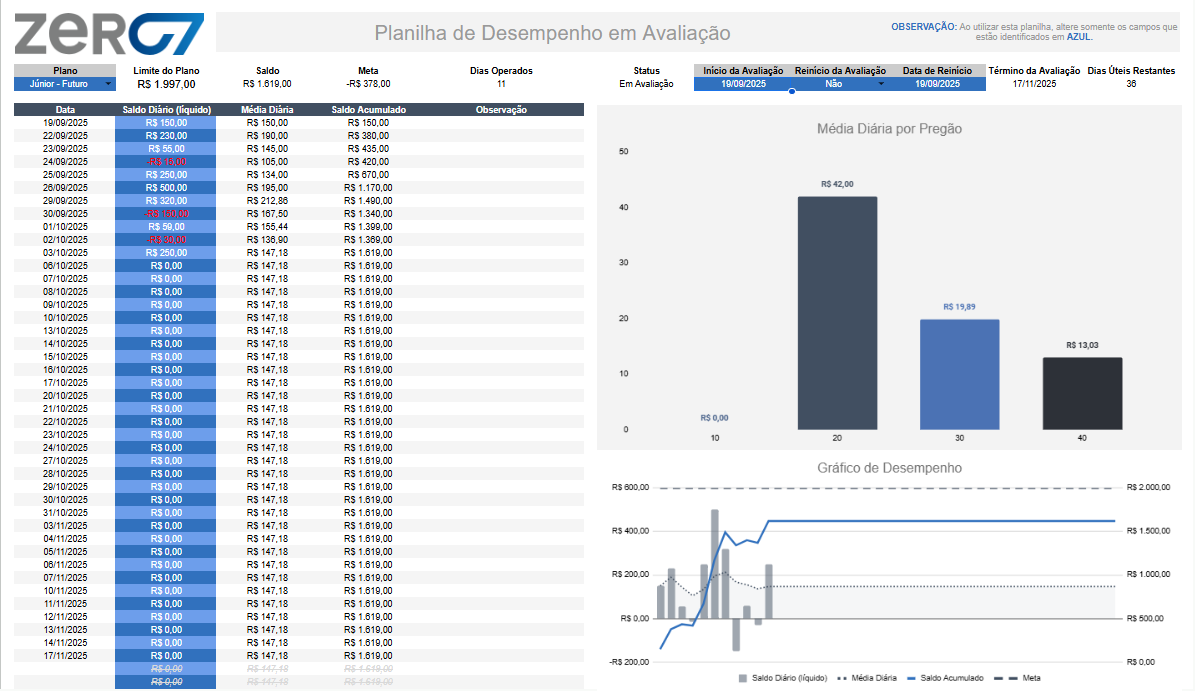 ZERO7
Planilha de Desempenho em Avaliação
OBSERVAÇÃO: Ao utilizar esta planilha, altere somente os campos que
estão identificados em AZUL.
Plano Limite do Plano Saldo Meta Dias Operados Status Início da Avaliação Reinício da Avaliação Data de Reinício Término da Avaliação Dias Úteis Restantes
Júnior - Futuro R$ 1.997,00 R$ 1.619,00 -R$ 378,00 11 Em Avaliação 19/09/2025 Não 19/09/2025 17/11/2025 36
Data Saldo Diário (líquido) Média Diária Saldo Acumulado Observação
19/09/2025 R$ 150,00 R$ 150,00 R$ 150,00
22/09/2025 R$ 230,00 R$ 190,00 R$ 380,00
23/09/2025 R$ 55,00 R$ 145,00 R$ 435,00
24/09/2025 -R$ 15,00 R$ 105,00 R$ 420,00
25/09/2025 R$ 250,00 R$ 134,00 R$ 670,00
26/09/2025 R$ 500,00 R$ 195,00 R$ 1.170,00
29/09/2025 R$ 320,00 R$ 212,86 R$ 1.490,00
30/09/2025 -R$ 150,00 R$ 167,50 R$ 1.340,00
01/10/2025 R$ 59,00 R$ 155,44 R$ 1.399,00
02/10/2025 -R$ 30,00 R$ 136,90 R$ 1.369,00
03/10/2025 R$ 250,00 R$ 147,18 R$ 1.619,00
06/10/2025 R$ 0,00 R$ 147,18 R$ 1.619,00
07/10/2025 R$ 0,00 R$ 147,18 R$ 1.619,00
08/10/2025 R$ 0,00 R$ 147,18 R$ 1.619,00
09/10/2025 R$ 0,00 R$ 147,18 R$ 1.619,00
10/10/2025 R$ 0,00 R$ 147,18 R$ 1.619,00
13/10/2025 R$ 0,00 R$ 147,18 R$ 1.619,00
14/10/2025 R$ 0,00 R$ 147,18 R$ 1.619,00
15/10/2025 R$ 0,00 R$ 147,18 R$ 1.619,00
16/10/2025 R$ 0,00 R$ 147,18 R$ 1.619,00
17/10/2025 R$ 0,00 R$ 147,18 R$ 1.619,00
20/10/2025 R$ 0,00 R$ 147,18 R$ 1.619,00
21/10/2025 R$ 0,00 R$ 147,18 R$ 1.619,00
22/10/2025 R$ 0,00 R$ 147,18 R$ 1.619,00
23/10/2025 R$ 0,00 R$ 147,18 R$ 1.619,00
24/10/2025 R$ 0,00 R$ 147,18 R$ 1.619,00
27/10/2025 R$ 0,00 R$ 147,18 R$ 1.619,00
28/10/2025 R$ 0,00 R$ 147,18 R$ 1.619,00
29/10/2025 R$ 0,00 R$ 147,18 R$ 1.619,00
30/10/2025 R$ 0,00 R$ 147,18 R$ 1.619,00
31/10/2025 R$ 0,00 R$ 147,18 R$ 1.619,00
03/11/2025 R$ 0,00 R$ 147,18 R$ 1.619,00
04/11/2025 R$ 0,00 R$ 147,18 R$ 1.619,00
05/11/2025 R$ 0,00 R$ 147,18 R$ 1.619,00
06/11/2025 R$ 0,00 R$ 147,18 R$ 1.619,00
07/11/2025 R$ 0,00 R$ 147,18 R$ 1.619,00
10/11/2025 R$ 0,00 R$ 147,18 R$ 1.619,00
11/11/2025 R$ 0,00 R$ 147,18 R$ 1.619,00
12/11/2025 R$ 0,00 R$ 147,18 R$ 1.619,00
13/11/2025 R$ 0,00 R$ 147,18 R$ 1.619,00
14/11/2025 R$ 0,00 R$ 147,18 R$ 1.619,00
17/11/2025 R$ 0,00 R$ 147,18 R$ 1.619,00
R$ 0,00 R$ 147,18 R$ 1.619,00
R$ 0,00 R$ 147,18 R$ 1.619,00
Média Diária por Pregão
50
40
30
20
10
0
R$ 0,00
R$ 42,00
R$ 19,89
R$ 13,03
10 20 30 40
Gráfico de Desempenho
R$ 600,00 R$ 2.000,00
R$ 400,00 R$ 1.500,00
R$ 200,00 R$ 1.000,00
R$ 0,00 R$ 500,00
-R$ 200,00 R$ 0,00
Saldo Diário (líquido) Média Diária Saldo Acumulado Meta